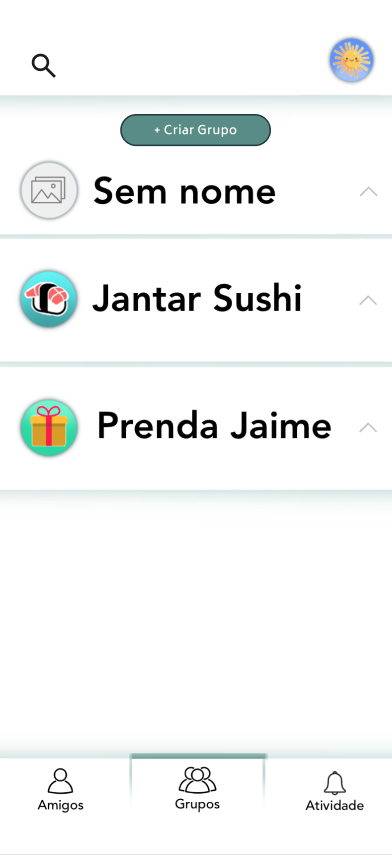 + Criar Grupo
Sem nome
Jantar Sushi
Prenda Jaime
Amigos
Grupos
Atividade